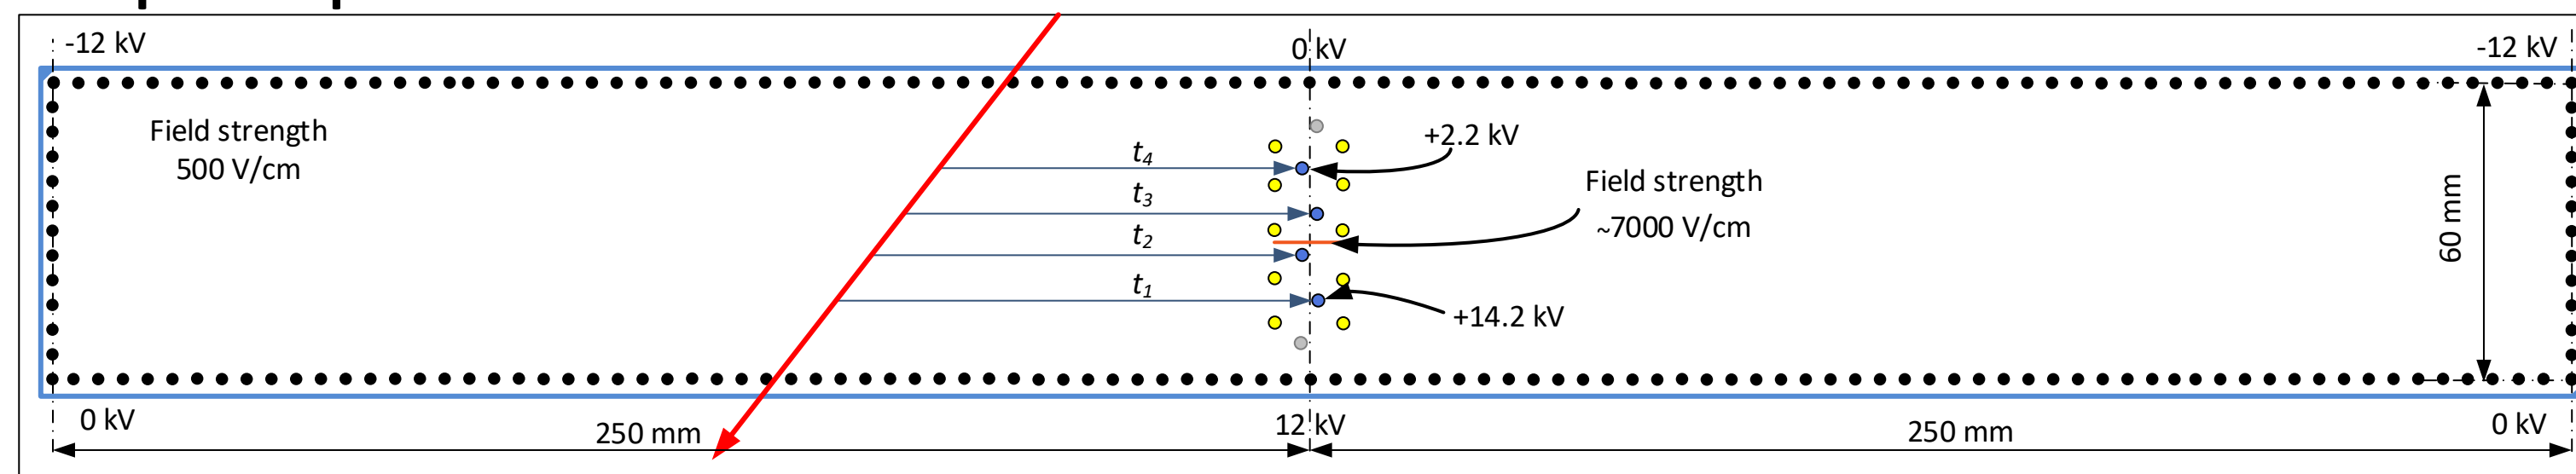 -12 kV
0 kV
-12 kV
Field strength
500 V/cm
+2.2 kV
t4
Field strength
~7000 V/cm
t3
t2
60 mm
t1
+14.2 kV
0 kV
250 mm
12 kV
250 mm
0 kV